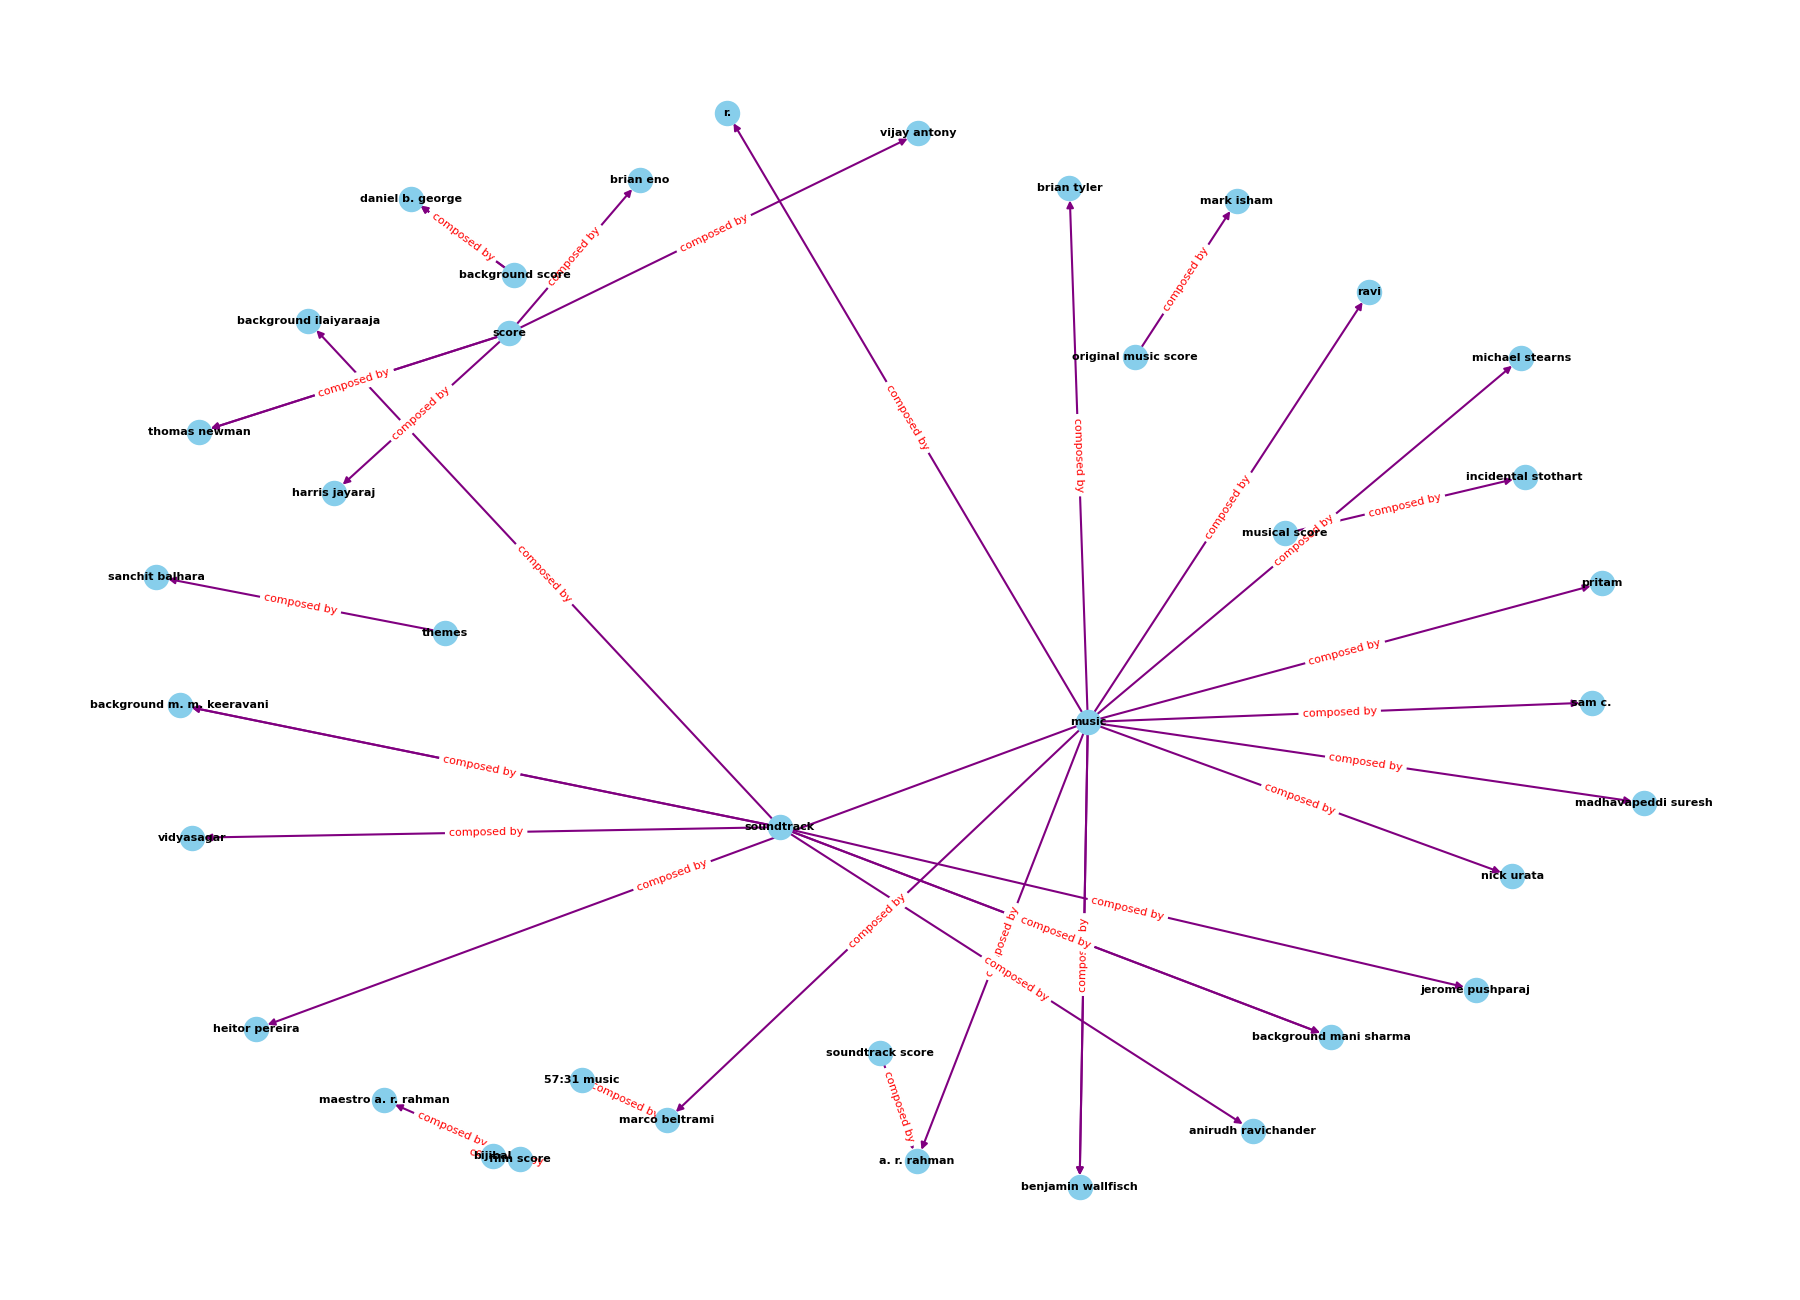 r.
vijay antony
brian eno
brian tyler
daniel b. george
mark isham
composed by
composed by
composed by
composed by
background score
ravi
background ilaiyaraaja
score
original music score
michael stearns
composed by
composed by
composed by
thomas newman
composed by
incidental stothart
harris jayaraj
composed by
composed by
musical score
composed by
composed by
sanchit balhara
pritam
composed by
themes
composed by
background m. m. keeravani
sam c.
composed by
music
composed by
composed by
composed by
madhavapeddi suresh
soundtrack
composed by
vidyasagar
composed by
nick urata
composed by
composed by
composed by
composed by
composed by
composed by
composed by
jerome pushparaj
heitor pereira
background mani sharma
soundtrack score
57:31 music
composed by
composed by
maestro a. r. rahman
marco beltrami
composed by
anirudh ravichander
bijibal
film score
a. r. rahman
benjamin wallfisch